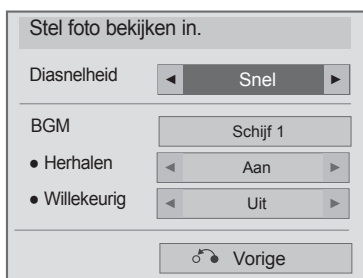 Stel foto bekijken in.
Diasnelheid ◄ Snel ►
BGM Schijf 1
● Herhalen ◄ Aan ►
● Willekeurig ◄ Uit ►
Vorige